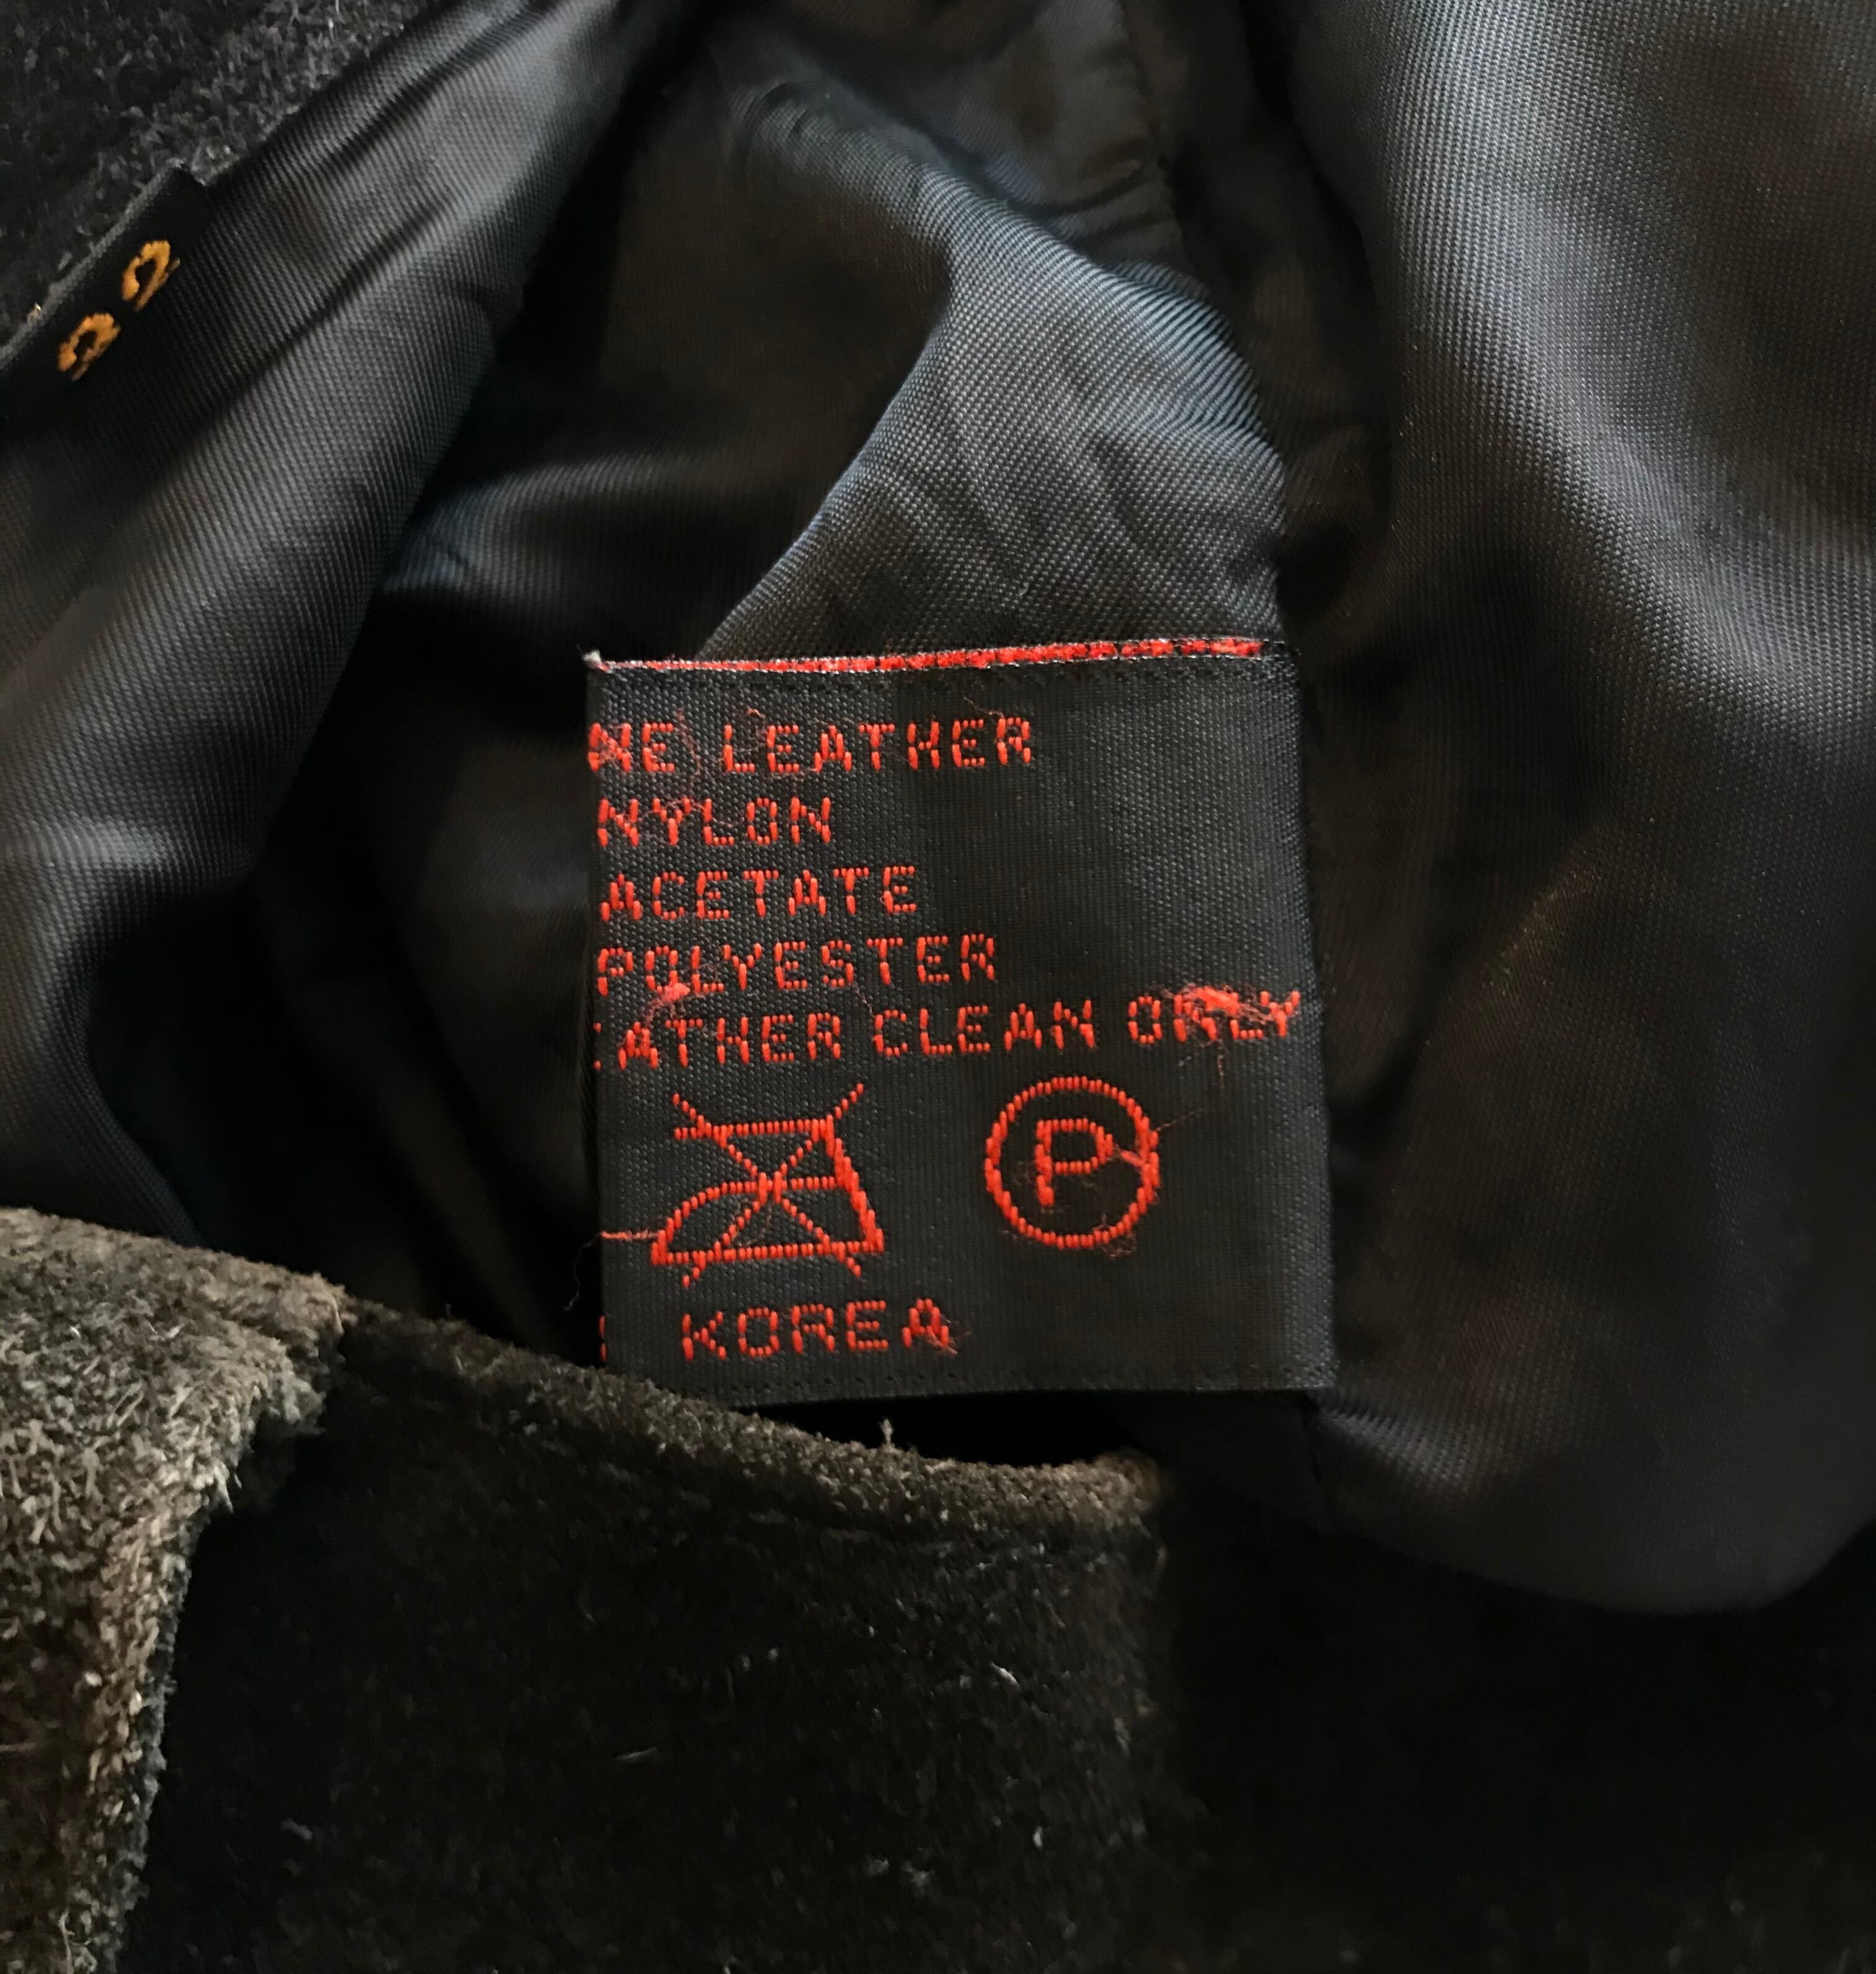 NE LEATHER
NYLON
ACETATE
POLYESTER
ATHER CLEAN ONLY
P
KOREA